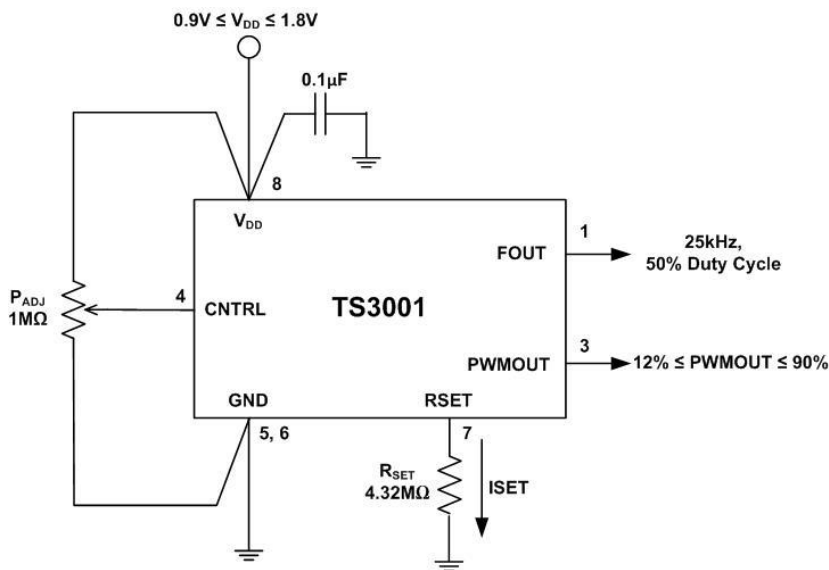 0.9V ≤ VDD ≤ 1.8V
0.1µF
8
VDD
1
FOUT
25kHz,
50% Duty Cycle
PADJ
1MΩ
4
CNTRL
TS3001
3
PWMOUT
12% ≤ PWMOUT ≤ 90%
GND
RSET
5, 6
7
RSET
4.32MΩ
ISET